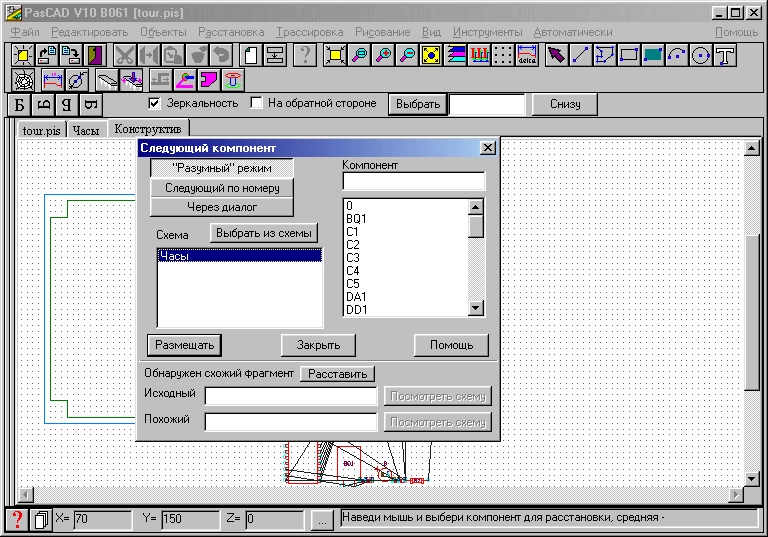 PasCAD V10 B061 [tour.pis]
Файл Редактировать Объекты Расстановка Трассировка Рисование Вид Инструменты Автоматически Помощь
delta
Б Б Я Б Зеркальность На обратной стороне Выбрать Снизу
tour.pis Часы Конструктив
Следующий компонент
"Разумный" режим
Следующий по номеру
Через диалог
Схема Выбрать из схемы
Часы
Компонент
0
BQ1
C1
C2
C3
C4
C5
DA1
DD1
Размещать Закрыть Помощь
Обнаружен схожий фрагмент Расставить
Исходный Посмотреть схему
Похожий Посмотреть схему
BQ1
X= 70 Y= 150 Z= 0 ... Наведи мышь и выбери компонент для расстановки, средняя -